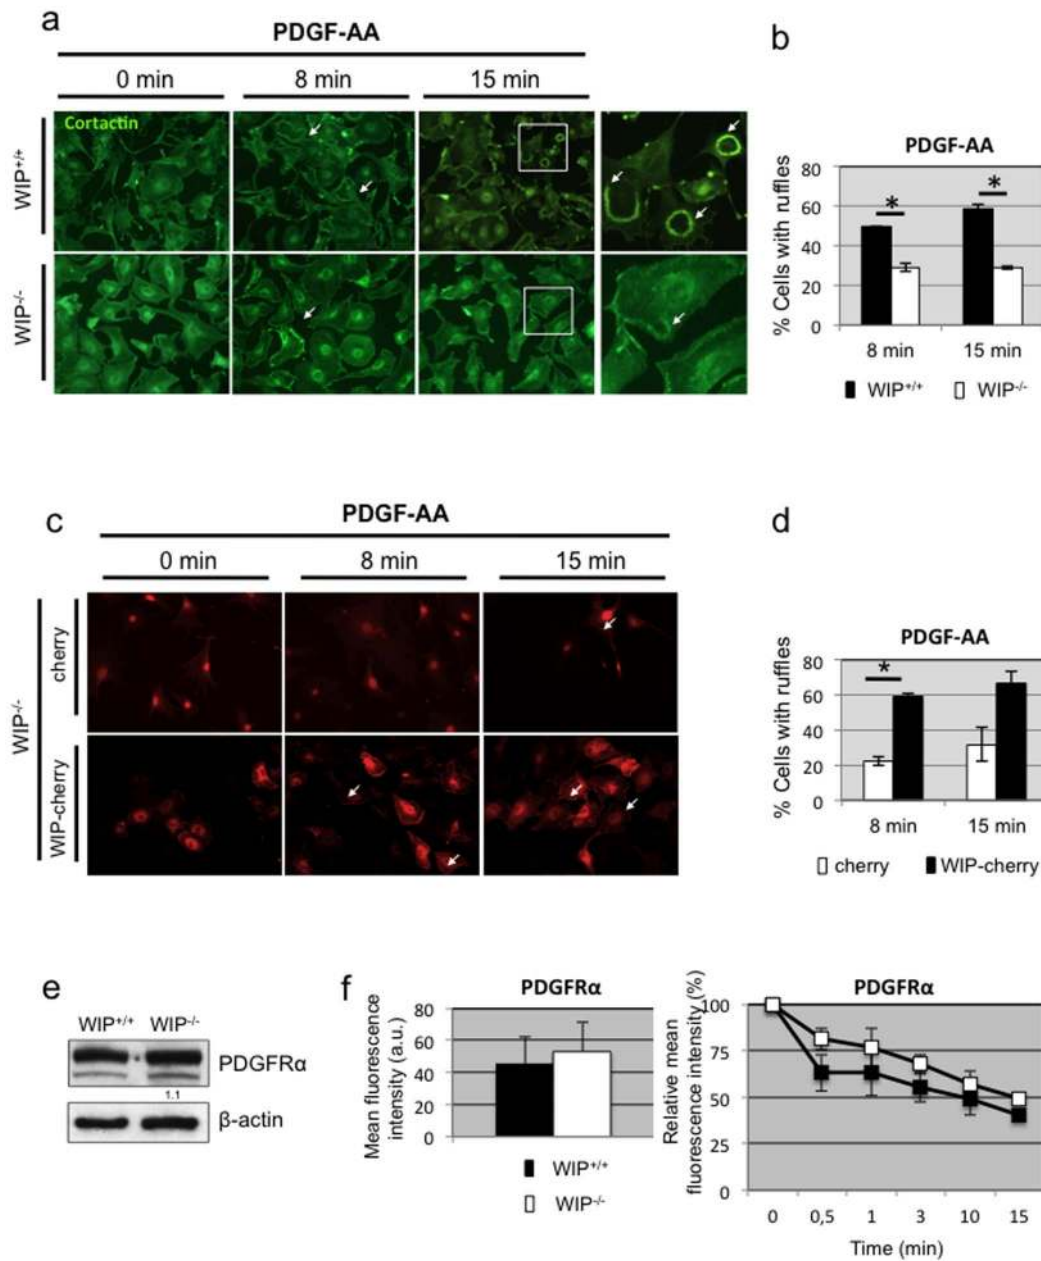 a
PDGF-AA
0 min 8 min 15 min
Cortactin
WIP+/+
WIP-/-
b
PDGF-AA
% Cells with ruffles
80
60
40
20
0
* *
8 min 15 min
WIP+/+ WIP-/-
c
PDGF-AA
0 min 8 min 15 min
WIP-/-
cherry
WIP-cherry
d
PDGF-AA
% Cells with ruffles
80
60
40
20
0
*
8 min 15 min
cherry WIP-cherry
e
WIP+/+ WIP-/-
PDGFRα
1.1
β-actin
f
PDGFRα
Mean fluorescence
intensity (a.u.)
80
60
40
20
0
WIP+/+
WIP-/-
PDGFRα
Relative mean
fluorescence intensity (%)
100
75
50
25
0
0 0,5 1 3 10 15
Time (min)